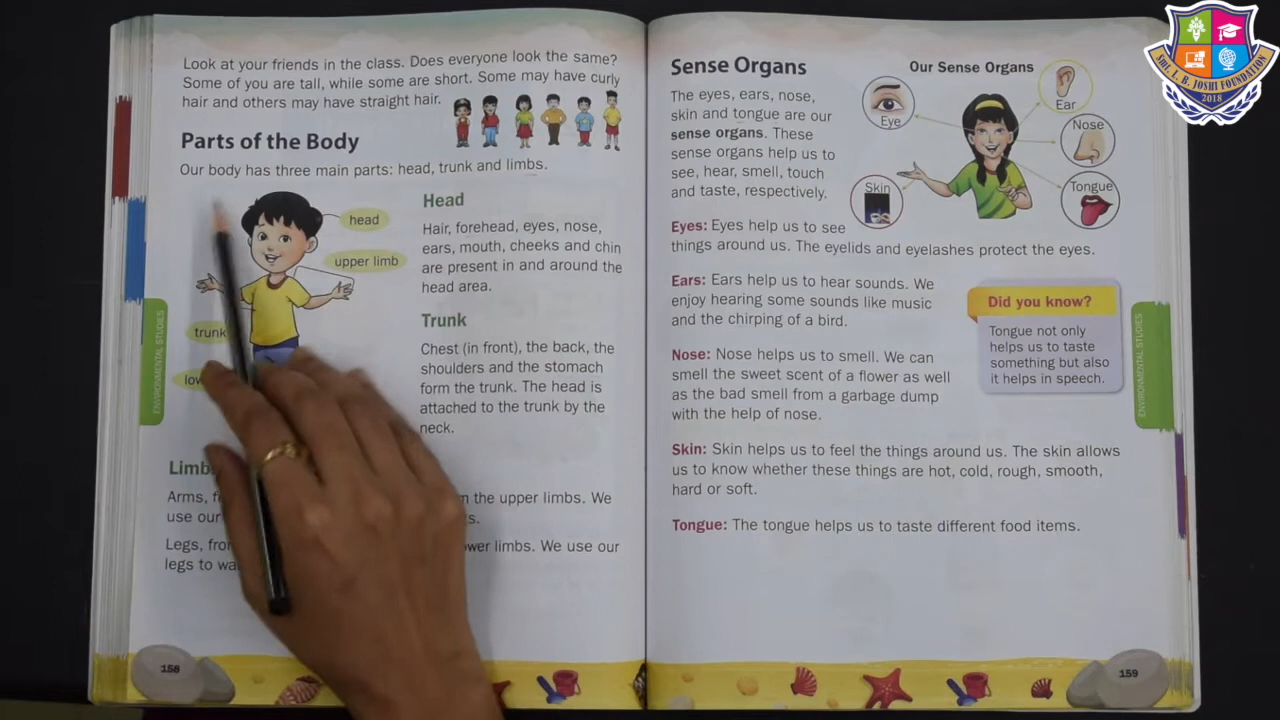 Look at your friends in the class. Does everyone look the same?
Some of you are tall, while some are short. Some may have curly
hair and others may have straight hair.
Parts of the Body
Our body has three main parts: head, trunk and limbs.
head
upper limb
trunk
Head
Hair, forehead, eyes, nose,
ears, mouth, cheeks and chin
are present in and around the
head area.
Trunk
Chest (in front), the back, the
shoulders and the stomach
form the trunk. The head is
attached to the trunk by the
neck.
Arms,
the upper limbs. We
use our
Legs,
limbs. We use our
legs to
ENVIRONMENTAL STUDIES
158
Sense Organs
The eyes, ears, nose,
skin and tongue are our
sense organs. These
sense organs help us to
see, hear, smell, touch
and taste, respectively.
Our Sense Organs
Eye
Ear
Nose
Skin
Tongue
Eyes: Eyes help us to see
things around us. The eyelids and eyelashes protect the eyes.
Ears: Ears help us to hear sounds. We
enjoy hearing some sounds like music
and the chirping of a bird.
Did you know?
Tongue not only
helps us to taste
something but also
it helps in speech.
Nose: Nose helps us to smell. We can
smell the sweet scent of a flower as well
as the bad smell from a garbage dump
with the help of nose.
Skin: Skin helps us to feel the things around us. The skin allows
us to know whether these things are hot, cold, rough, smooth,
hard or soft.
Tongue: The tongue helps us to taste different food items.
ENVIRONMENTAL STUDIES
159
SMT. I. B. JOSHI FOUNDATION
2018